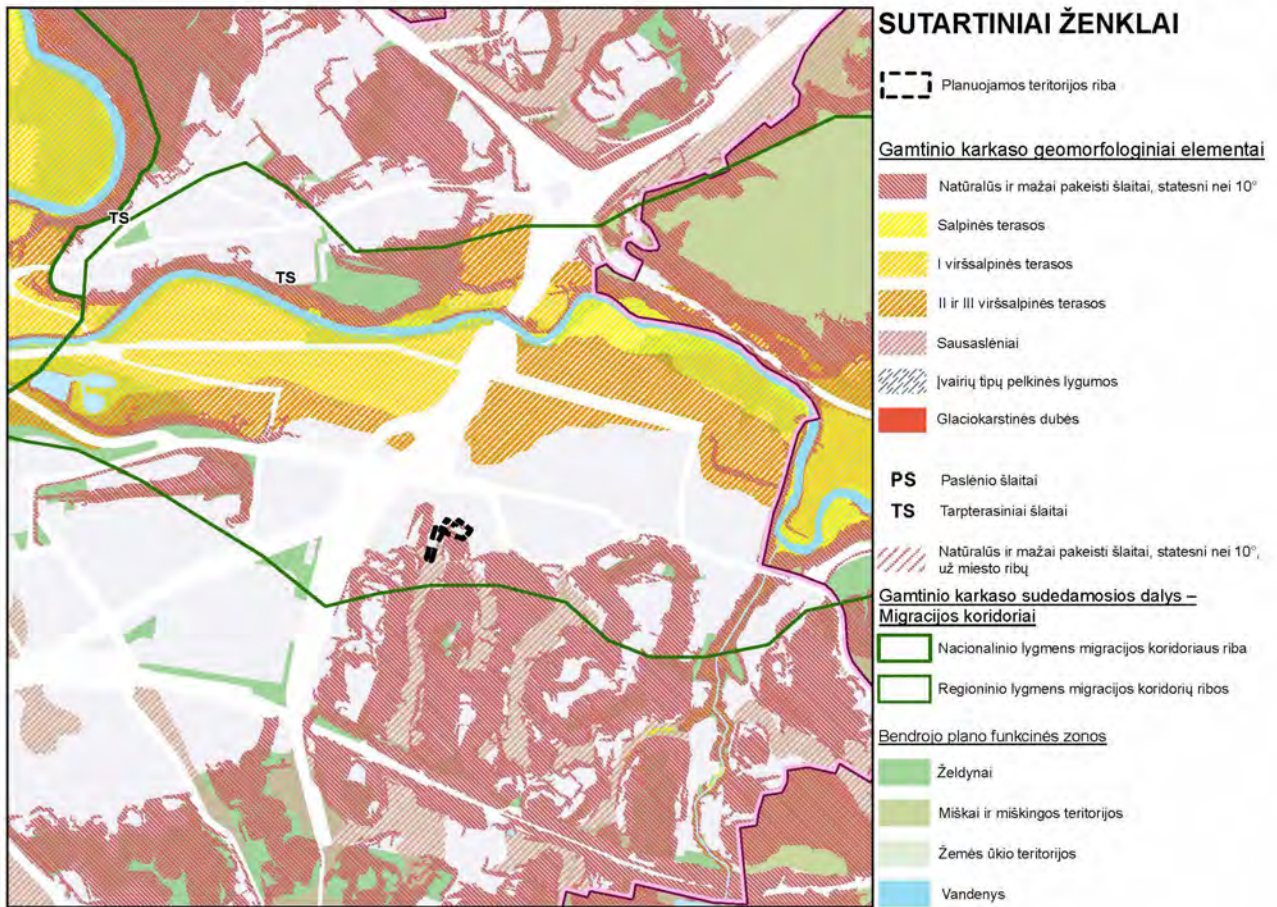 SUTARTINIAI ŽENKLAI
Planuojamos teritorijos riba
Gamtinio karkaso geomorfologiniai elementai
Natūralūs ir mažai pakeisti šlaitai, statesni nei 10°
Salpinės terasos
I viršsalpinės terasos
II ir III viršsalpinės terasos
Sausaslėniai
Įvairių tipų pelkinės lygumos
Glaciokarstinės dubės
PS Paslėnio šlaitai
TS Tarpterasiniai šlaitai
Natūralūs ir mažai pakeisti šlaitai, statesni nei 10°,
už miesto ribų
Gamtinio karkaso sudedamosios dalys –
Migracijos koridoriai
Nacionalinio lygmens migracijos koridoriaus riba
Regioninio lygmens migracijos koridorių ribos
Bendrojo plano funkcinės zonos
Želdynai
Miškai ir miškingos teritorijos
Žemės ūkio teritorijos
Vandenys
TS
TS